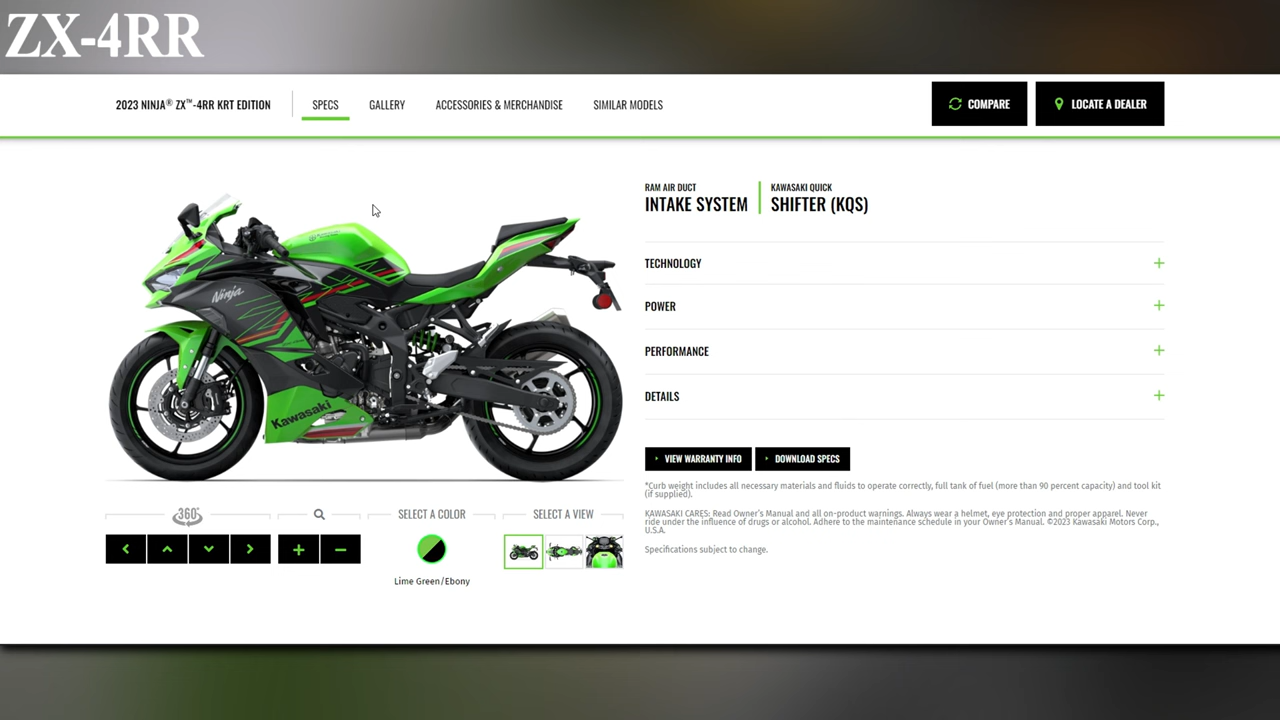 ZX-4RR
2023 NINJA® ZX™-4RR KRT EDITION
SPECS
GALLERY
ACCESSORIES & MERCHANDISE
SIMILAR MODELS
COMPARE
LOCATE A DEALER
RAM AIR DUCT
INTAKE SYSTEM
KAWASAKI QUICK
SHIFTER (KQS)
TECHNOLOGY
POWER
PERFORMANCE
DETAILS
Ninja
Kawasaki
VIEW WARRANTY INFO
DOWNLOAD SPECS
*Curb weight includes all necessary materials and fluids to operate correctly, full tank of fuel (more than 90 percent capacity) and tool kit
(if supplied).
KAWASAKI CARES: Read Owner's Manual and all on-product warnings. Always wear a helmet, eye protection and proper apparel. Never
ride under the influence of drugs or alcohol. Adhere to the maintenance schedule in your Owner's Manual. ©2023 Kawasaki Motors Corp.,
U.S.A.
Specifications subject to change.
360°
SELECT A COLOR
SELECT A VIEW
Lime Green/Ebony